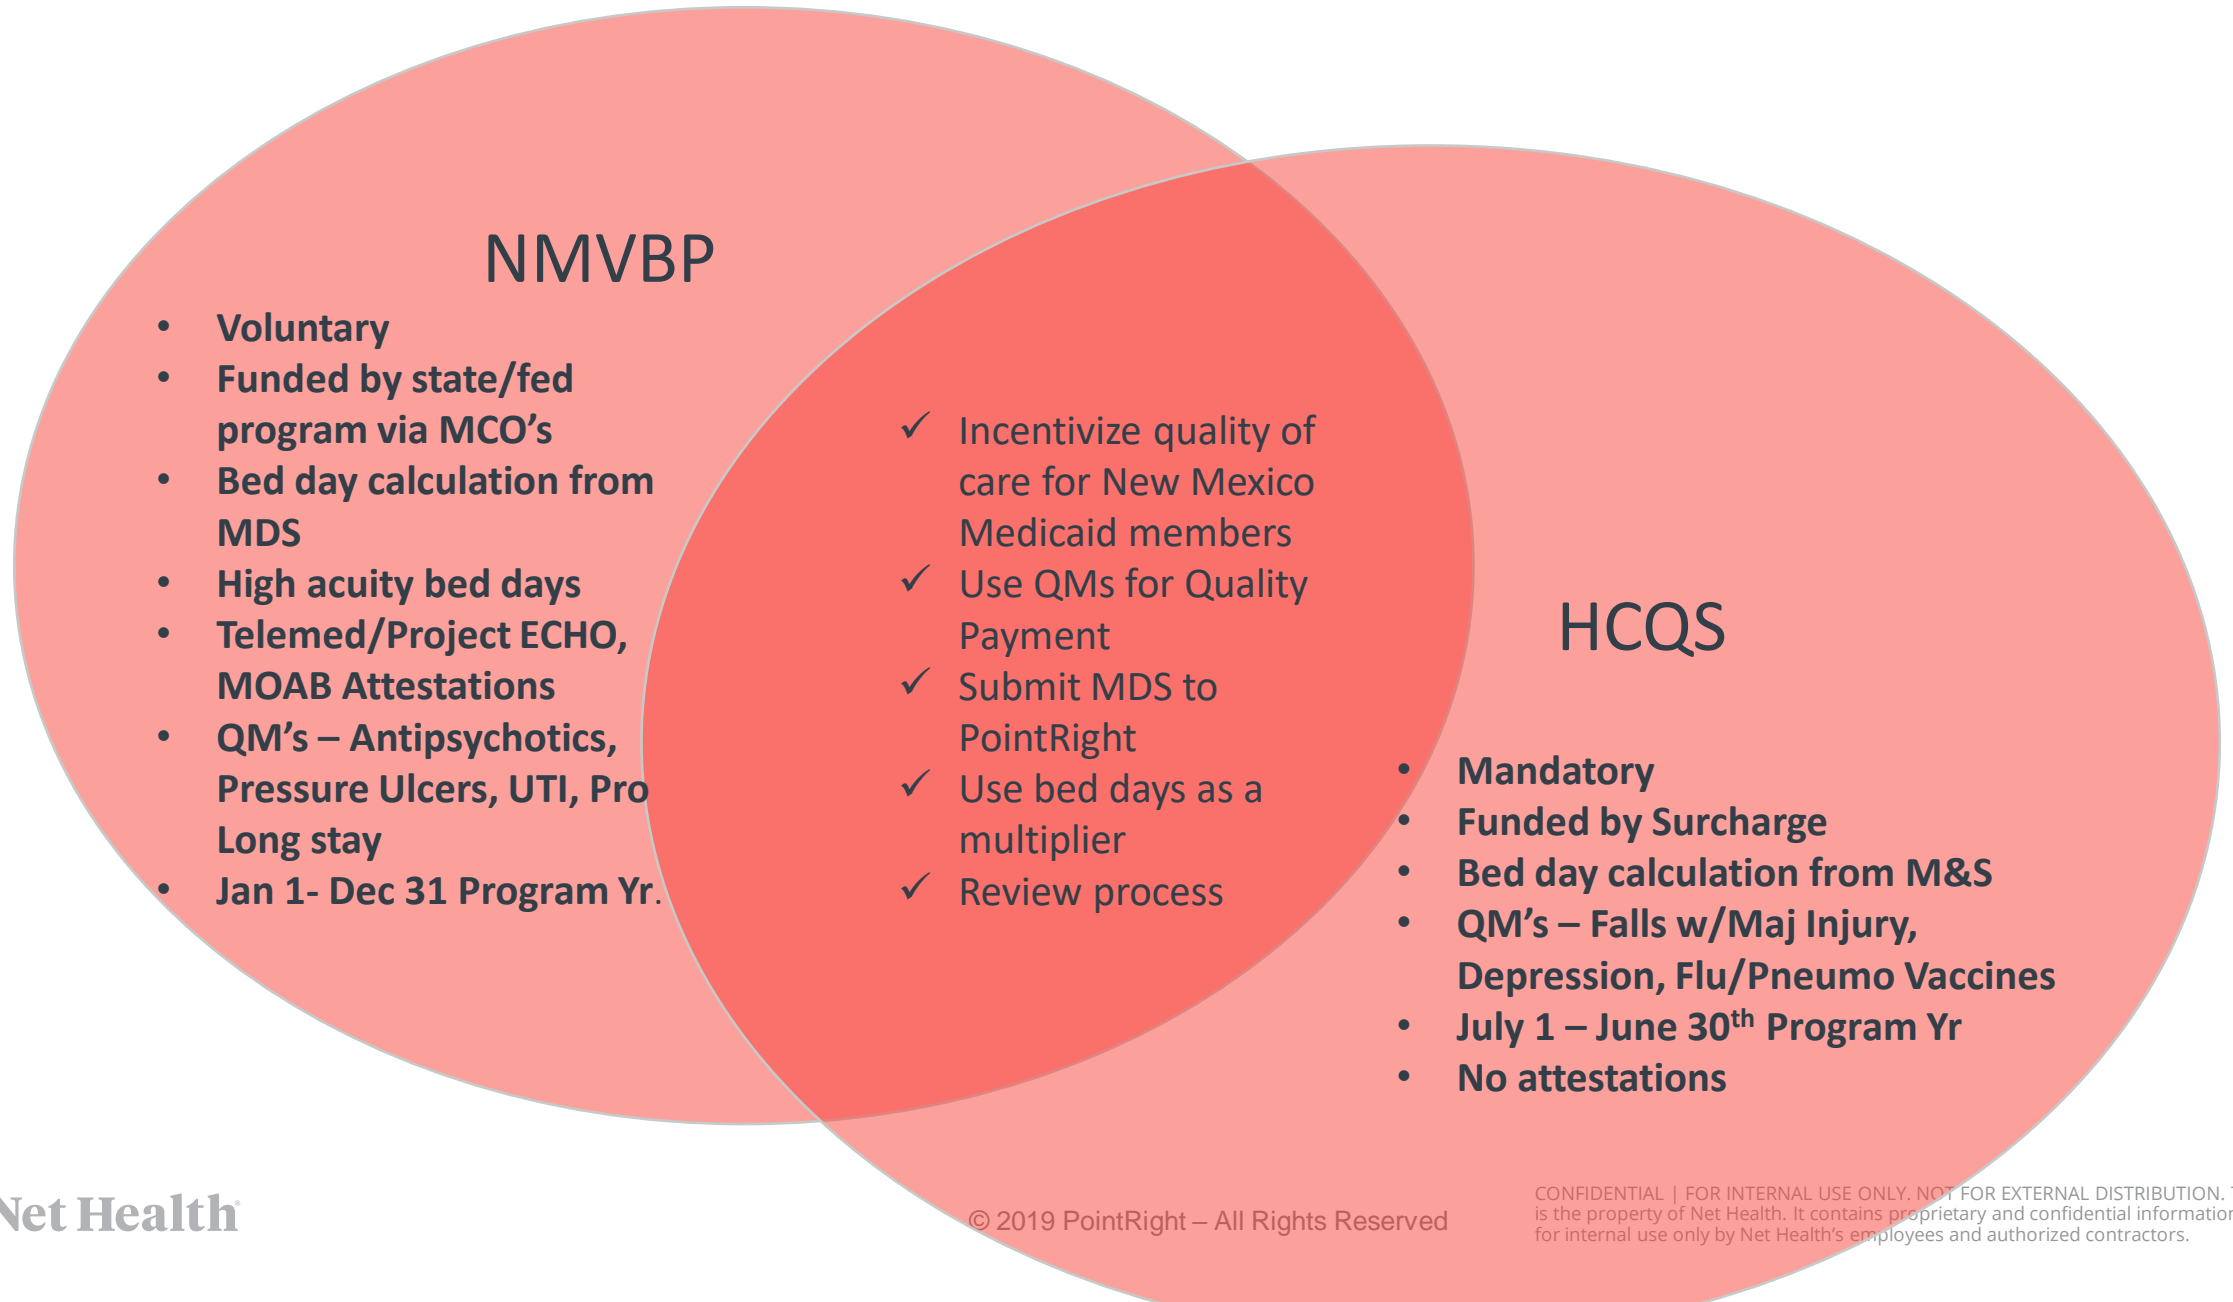 NMVBP
• Voluntary
• Funded by state/fed
program via MCO’s
• Bed day calculation from
MDS
• High acuity bed days
• Telemed/Project ECHO,
MOAB Attestations
• QM’s – Antipsychotics,
Pressure Ulcers, UTI, Pro
Long stay
• Jan 1- Dec 31 Program Yr.
✓ Incentivize quality of
care for New Mexico
Medicaid members
✓ Use QMs for Quality
Payment
✓ Submit MDS to
PointRight
✓ Use bed days as a
multiplier
✓ Review process
HCQS
• Mandatory
• Funded by Surcharge
• Bed day calculation from M&S
• QM’s – Falls w/Maj Injury,
Depression, Flu/Pneumo Vaccines
• July 1 – June 30th Program Yr
• No attestations
Net Health
© 2019 PointRight – All Rights Reserved
CONFIDENTIAL | FOR INTERNAL USE ONLY. NOT FOR EXTERNAL DISTRIBUTION.
is the property of Net Health. It contains proprietary and confidential information
for internal use only by Net Health’s employees and authorized contractors.